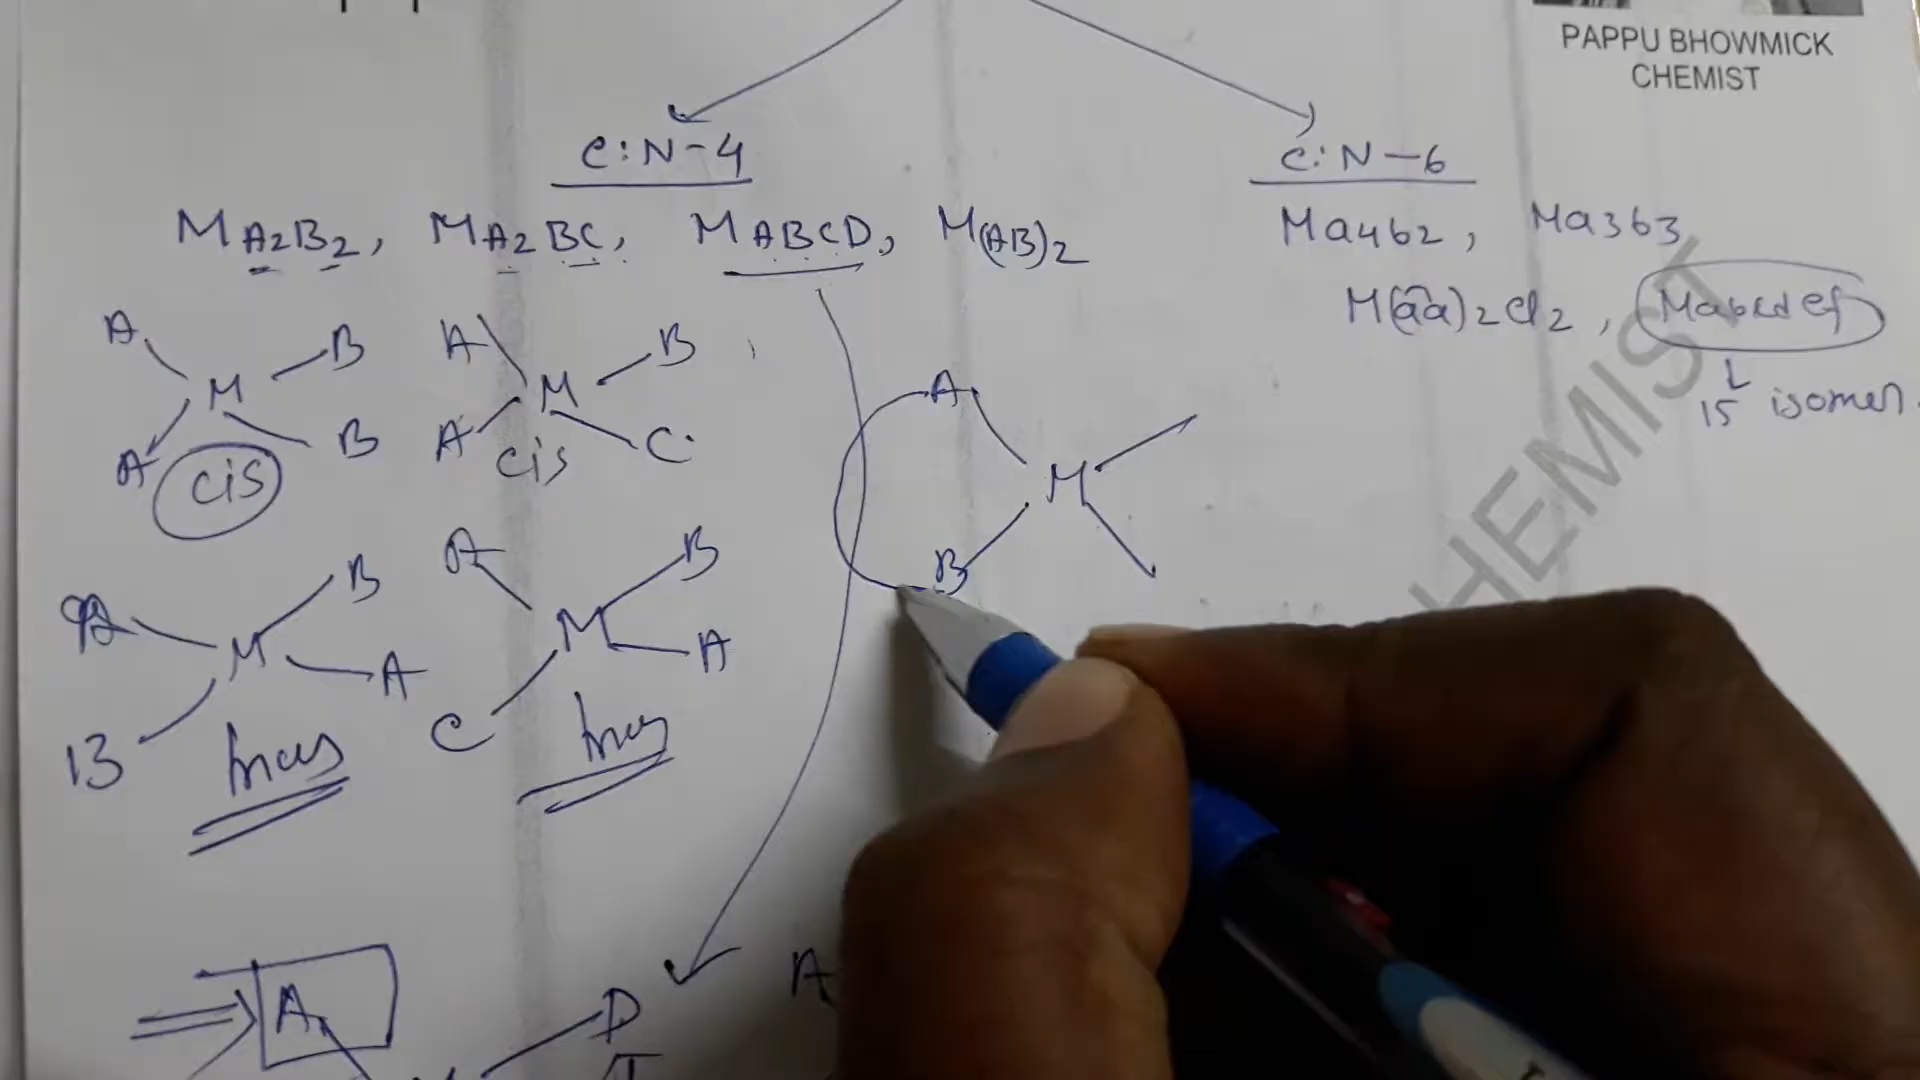 PAPPU BHOWMICK
CHEMIST
C:N-4
C:N-6
MA2B2, MA2BC, MABCD, M(AB)2
Ma4b2, Ma3b3
M(aa)2Cl2, Mabcdef
15 isomer.
A B
M
A B
cis
A B
M
A C
cis
A
M
B
A B
M
B A
trans
A B
M
C A
trans
A D
A
CHEMIST